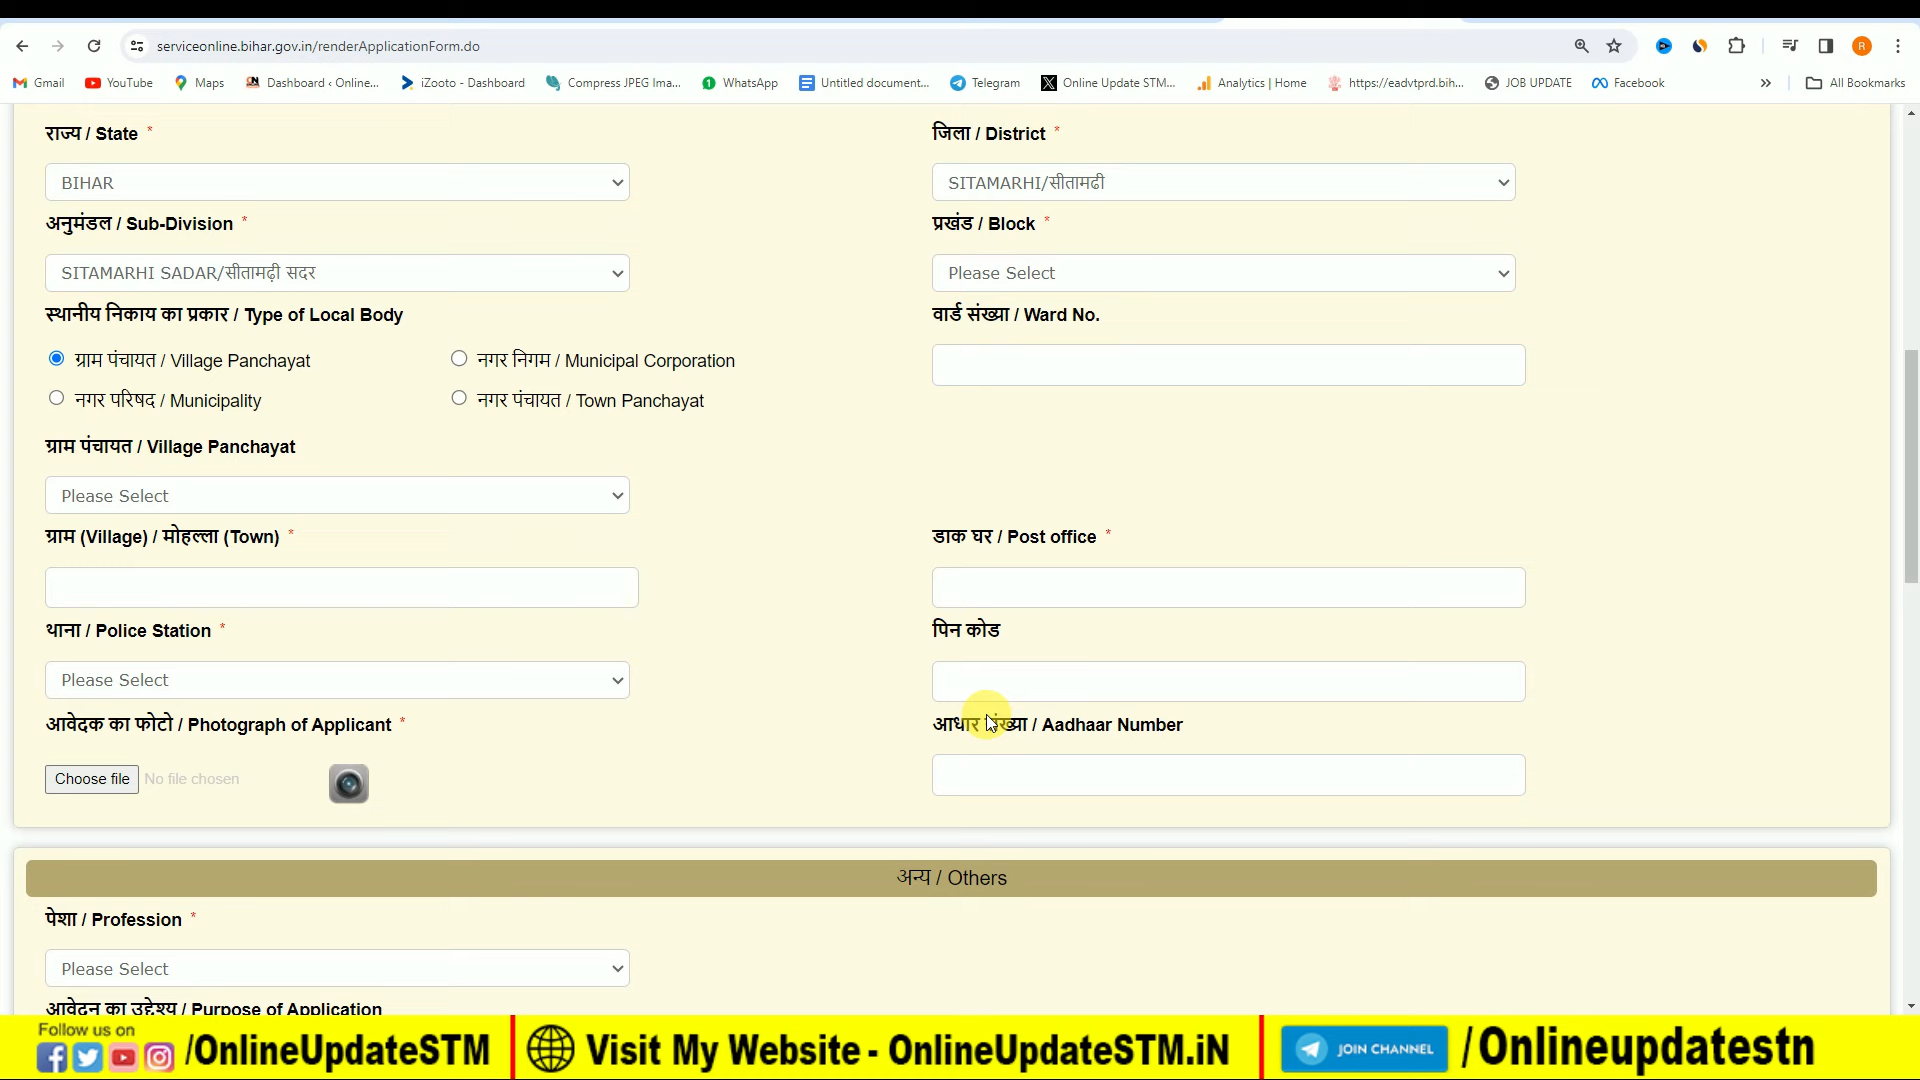 serviceonline.bihar.gov.in/renderApplicationForm.do
R
Gmail YouTube Maps Dashboard ‹ Online... iZooto - Dashboard Compress JPEG Ima... WhatsApp Untitled document... Telegram Online Update STM... Analytics | Home https://eadvtprd.bih... JOB UPDATE Facebook » All Bookmarks
राज्य / State * जिला / District *
BIHAR SITAMARHI/सीतामढी
अनुमंडल / Sub-Division * प्रखंड / Block *
SITAMARHI SADAR/सीतामढ़ी सदर Please Select
स्थानीय निकाय का प्रकार / Type of Local Body वार्ड संख्या / Ward No.
ग्राम पंचायत / Village Panchayat नगर निगम / Municipal Corporation
नगर परिषद / Municipality नगर पंचायत / Town Panchayat
ग्राम पंचायत / Village Panchayat
Please Select
ग्राम (Village) / मोहल्ला (Town) * डाक घर / Post office *
थाना / Police Station * पिन कोड
Please Select
आवेदक का फोटो / Photograph of Applicant * आधार संख्या / Aadhaar Number
Choose file No file chosen
अन्य / Others
पेशा / Profession *
Please Select
आवेदन का उद्देश्य / Purpose of Application
Follow us on
/OnlineUpdateSTM Visit My Website - OnlineUpdateSTM.iN JOIN CHANNEL /Onlineupdatestn